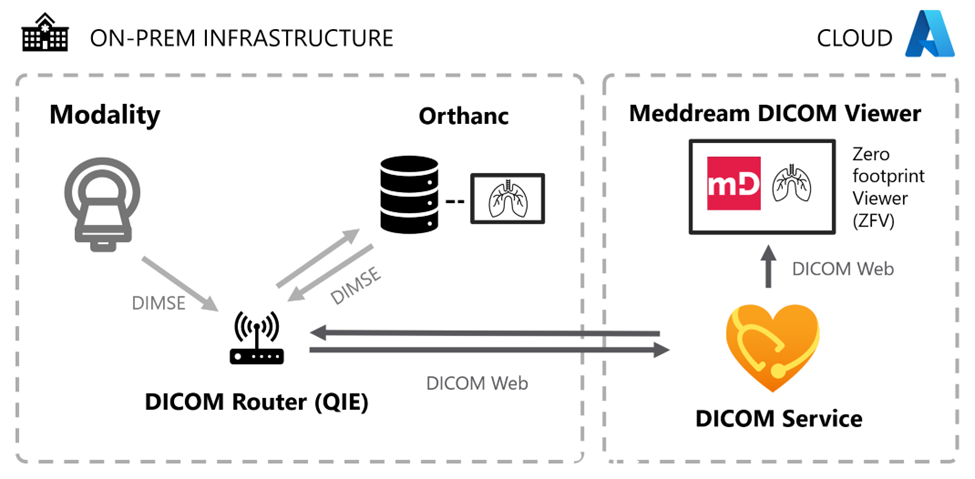 ON-PREM INFRASTRUCTURE
CLOUD
Modality
Orthanc
DIMSE
DIMSE
DICOM Router (QIE)
DICOM Web
Meddream DICOM Viewer
mD
Zero
footprint
Viewer
(ZFV)
DICOM Web
DICOM Service